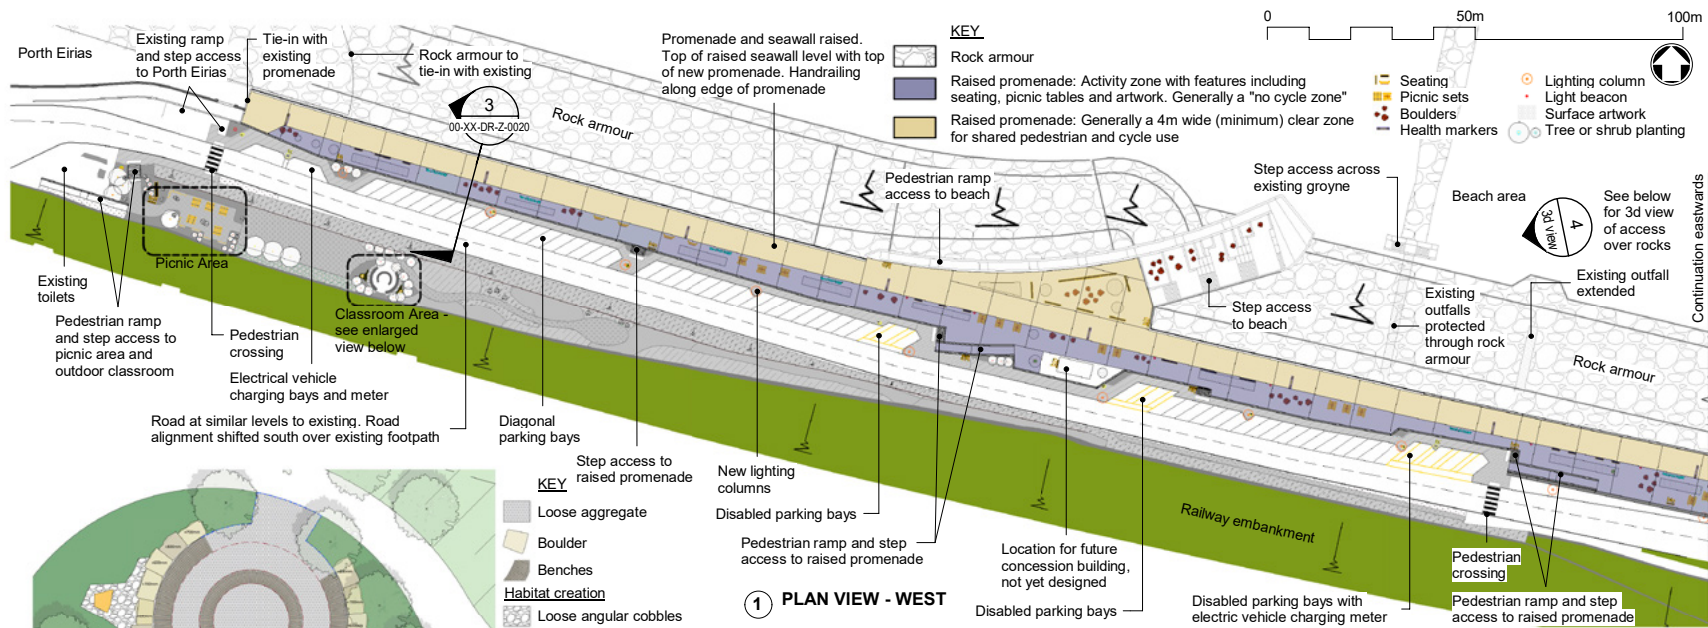 Porth Eirias
Existing ramp
and step access
to Porth Eirias
Tie-in with
existing
promenade
Rock armour to
tie-in with existing
3
00-XX-DR-Z-0020
Rock armour
Promenade and seawall raised.
Top of raised seawall level with top
of new promenade. Handrailing
along edge of promenade
KEY
Rock armour
Raised promenade: Activity zone with features including
seating, picnic tables and artwork. Generally a "no cycle zone"
Raised promenade: Generally a 4m wide (minimum) clear zone
for shared pedestrian and cycle use
Seating
Picnic sets
Boulders
Health markers
Lighting column
Light beacon
Surface artwork
Tree or shrub planting
0
50m
100m
Pedestrian ramp
access to beach
Step access across
existing groyne
Beach area
4
3d view
See below
for 3d view
of access
over rocks
Continuation eastwards
Existing outfall
extended
Step access
to beach
Existing
outfalls
protected
through rock
armour
Rock armour
Picnic Area
Existing
toilets
Pedestrian ramp
and step access to
picnic area and
outdoor classroom
Pedestrian
crossing
Classroom Area -
see enlarged
view below
Electrical vehicle
charging bays and meter
Road at similar levels to existing. Road
alignment shifted south over existing footpath
Diagonal
parking bays
Step access to
raised promenade
New lighting
columns
Disabled parking bays
Pedestrian ramp and step
access to raised promenade
Location for future
concession building,
not yet designed
Disabled parking bays
Railway embankment
Disabled parking bays with
electric vehicle charging meter
Pedestrian
crossing
Pedestrian ramp and step
access to raised promenade
KEY
Loose aggregate
Boulder
Benches
Habitat creation
Loose angular cobbles
1
PLAN VIEW - WEST